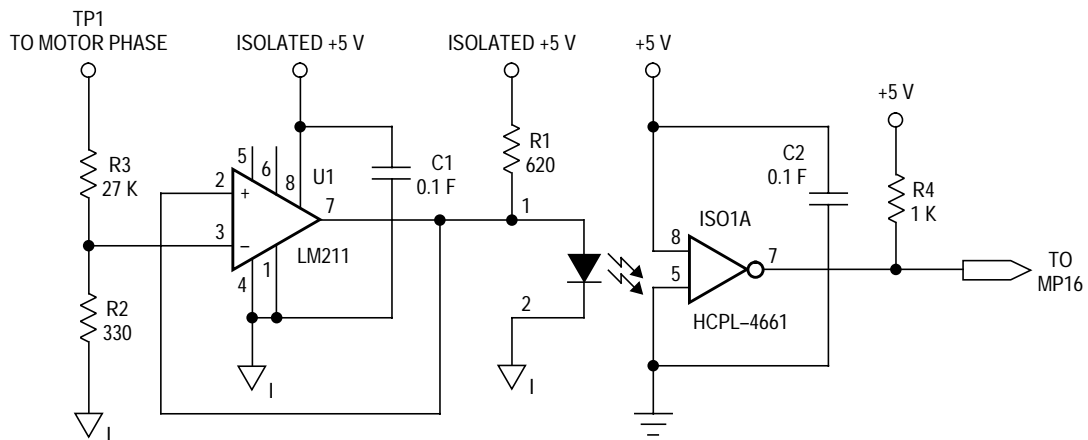 TP1
TO MOTOR PHASE
ISOLATED +5 V
ISOLATED +5 V
+5 V
+5 V
R3
27 K
5
6
8
U1
C1
0.1 F
R1
620
C2
0.1 F
R4
1 K
2
+
7
1
ISO1A
3
–
LM211
8
7
TO
MP16
4
1
5
R2
330
2
HCPL–4661
I
I
I